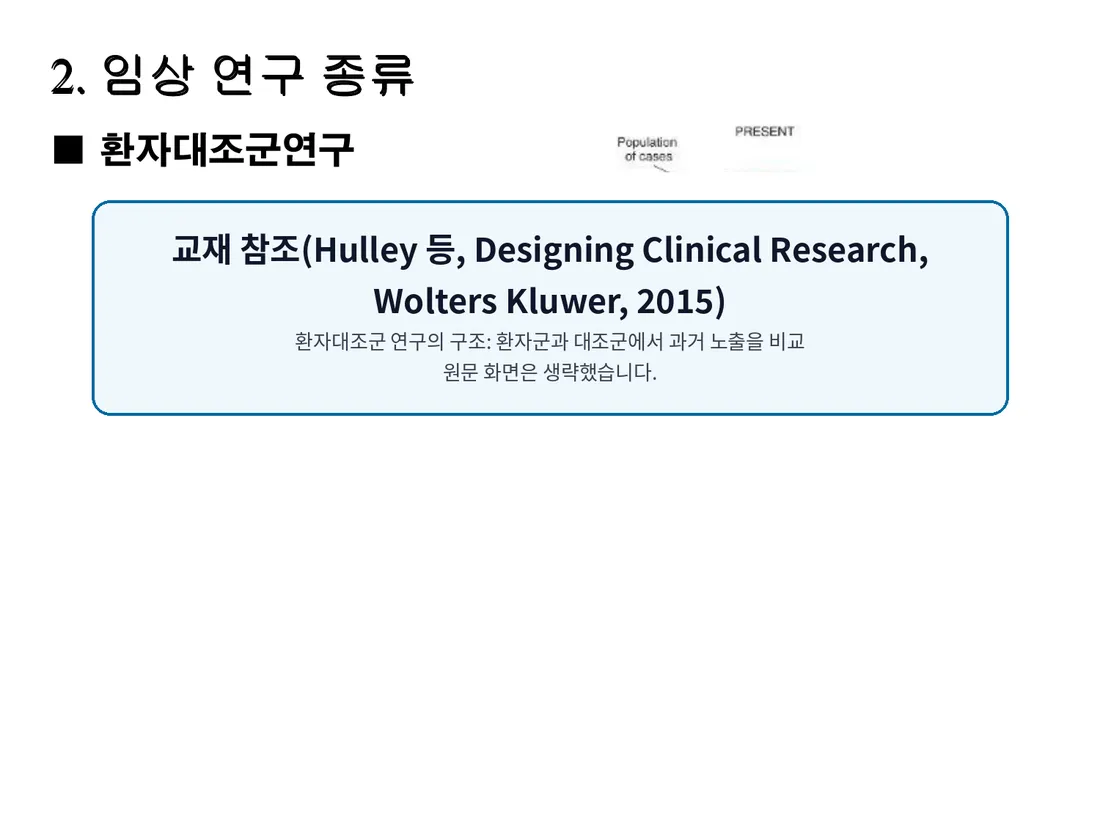 2. 임상 연구 종류
■ 환자대조군연구
Population
of cases
PRESENT
교재 참조(Hulley 등, Designing Clinical Research,
Wolters Kluwer, 2015)
환자대조군 연구의 구조: 환자군과 대조군에서 과거 노출을 비교
원문 화면은 생략했습니다.